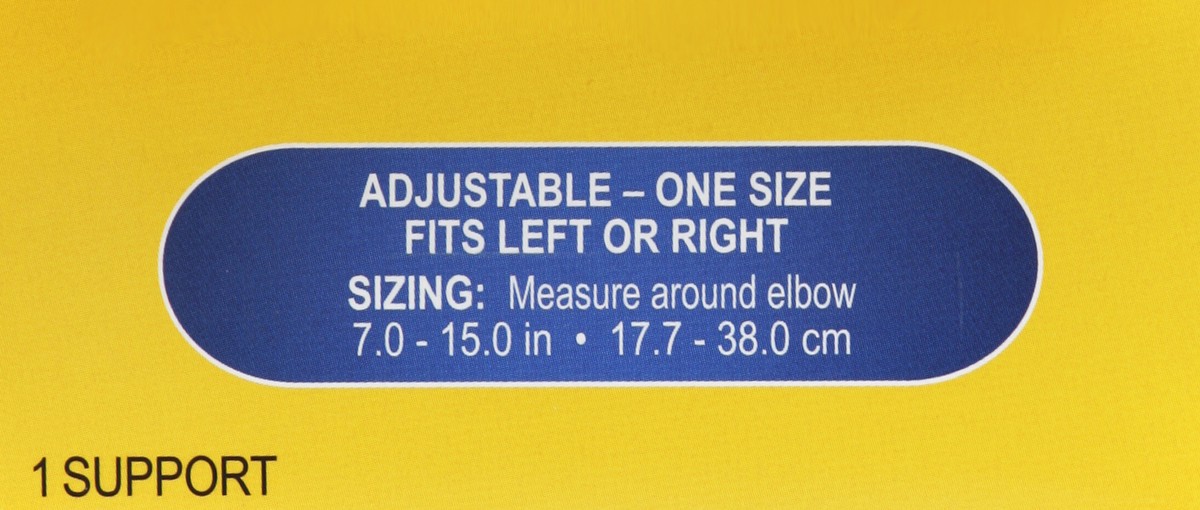 ADJUSTABLE – ONE SIZE
FITS LEFT OR RIGHT
SIZING: Measure around elbow
7.0 - 15.0 in • 17.7 - 38.0 cm
1 SUPPORT